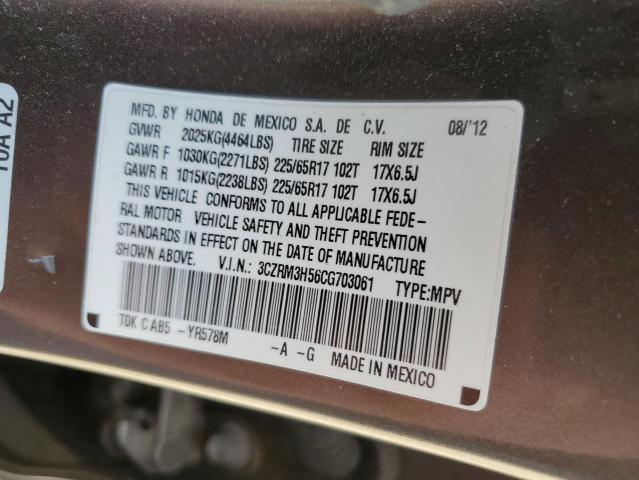 10A A2
MFD. BY HONDA DE MEXICO S.A. DE C.V. 08/'12
GVWR 2025KG(4464LBS) TIRE SIZE RIM SIZE
GAWR F 1030KG(2271LBS) 225/65R17 102T 17X6.5J
GAWR R 1015KG(2238LBS) 225/65R17 102T 17X6.5J
THIS VEHICLE CONFORMS TO ALL APPLICABLE FEDE-
RAL MOTOR VEHICLE SAFETY AND THEFT PREVENTION
STANDARDS IN EFFECT ON THE DATE OF MANUFACTURE
SHOWN ABOVE. V.I.N.: 3CZRM3H56CG703061 TYPE:MPV
TDK C AB5 -YR578M -A -G MADE IN MEXICO